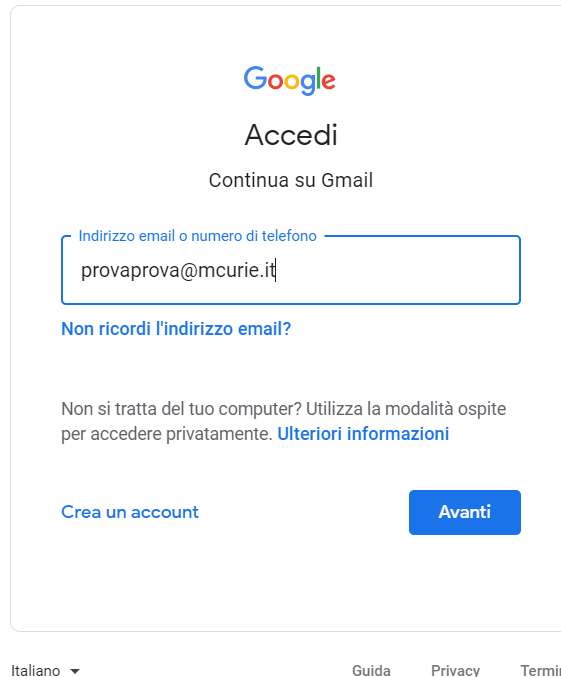 Google
Accedi
Continua su Gmail
Indirizzo email o numero di telefono
provaprova@mcurie.it
Non ricordi l'indirizzo email?
Non si tratta del tuo computer? Utilizza la modalità ospite
per accedere privatamente. Ulteriori informazioni
Crea un account
Avanti
Italiano
Guida
Privacy